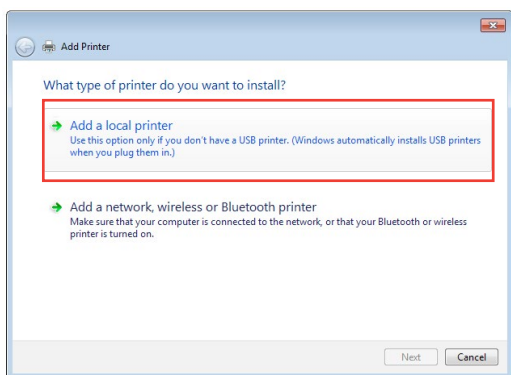 Add Printer
What type of printer do you want to install?
Add a local printer
Use this option only if you don't have a USB printer. (Windows automatically installs USB printers
when you plug them in.)
Add a network, wireless or Bluetooth printer
Make sure that your computer is connected to the network, or that your Bluetooth or wireless
printer is turned on.
Next Cancel